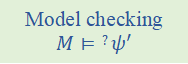 Model checking
M ⊨ ?ψ′